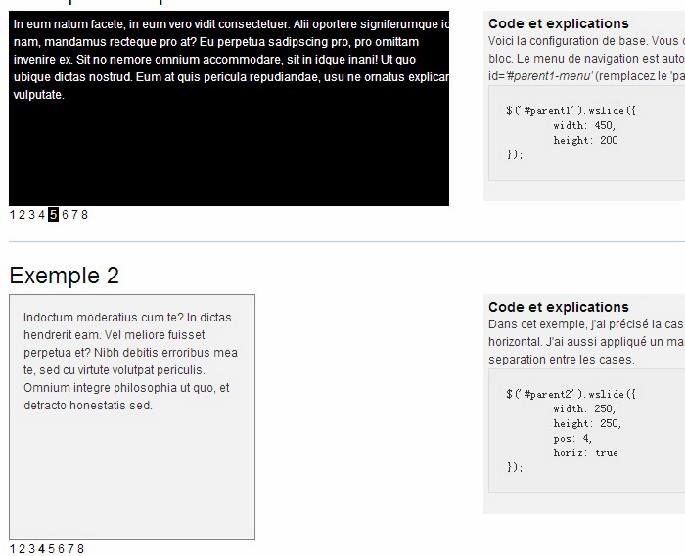 In eum natum facete, in eum vero vidit consectetuer. Alii oportere signiferumque
nam, mandamus recteque pro at? Eu perpetua sadipscing pro, pro omittam
invenire ex. Sit no nemore omnium accommodare, sit in idque inani! Ut quo
ubique dictas nostrud. Eum at quis pericula repudiandae, usu ne ornatus explicar
vulputate.
1 2 3 4 5 6 7 8
Code et explications
Voici la configuration de base. Vous
bloc. Le menu de navigation est auto
id='#parent1-menu' (remplacez le 'pa
$('#parent1').wslice({
width: 450,
height: 200
});
Exemple 2
Indoctum moderatius cum te? In dictas
hendrerit eam. Vel meliore fuisset
perpetua et? Nibh debitis erroribus mea
te, sed cu virtute volutpat periculis.
Omnium integre philosophia ut quo, et
detracto honestatis sed.
1 2 3 4 5 6 7 8
Code et explications
Dans cet exemple, j'ai précisé la cas
horizontal. J'ai aussi appliqué un ma
separation entre les cases.
$('#parent2').wslice({
width: 250,
height: 250,
pos: 4,
horiz: true
});